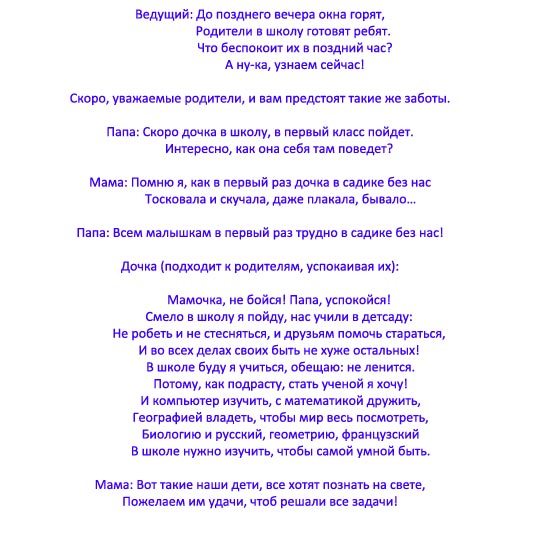 Ведущий: До позднего вечера окна горят,
Родители в школу готовят ребят.
Что беспокоит их в поздний час?
А ну-ка, узнаем сейчас!
Скоро, уважаемые родители, и вам предстоят такие же заботы.
Папа: Скоро дочка в школу, в первый класс пойдет.
Интересно, как она себя там поведет?
Мама: Помню я, как в первый раз дочка в садике без нас
Тосковала и скучала, даже плакала, бывало…
Папа: Всем малышкам в первый раз трудно в садике без нас!
Дочка (подходит к родителям, успокаивая их):
Мамочка, не бойся! Папа, успокойся!
Смело в школу я пойду, нас учили в детсаду:
Не робеть и не стесняться, и друзьям помочь стараться,
И во всех делах своих быть не хуже остальных!
В школе буду я учиться, обещаю: не ленится.
Потому, как подрасту, стать ученой я хочу!
И компьютер изучить, с математикой дружить,
Географией владеть, чтобы мир весь посмотреть,
Биологию и русский, геометрию, французский
В школе нужно изучить, чтобы самой умной быть.
Мама: Вот такие наши дети, все хотят познать на свете,
Пожелаем им удачи, чтоб решали все задачи!